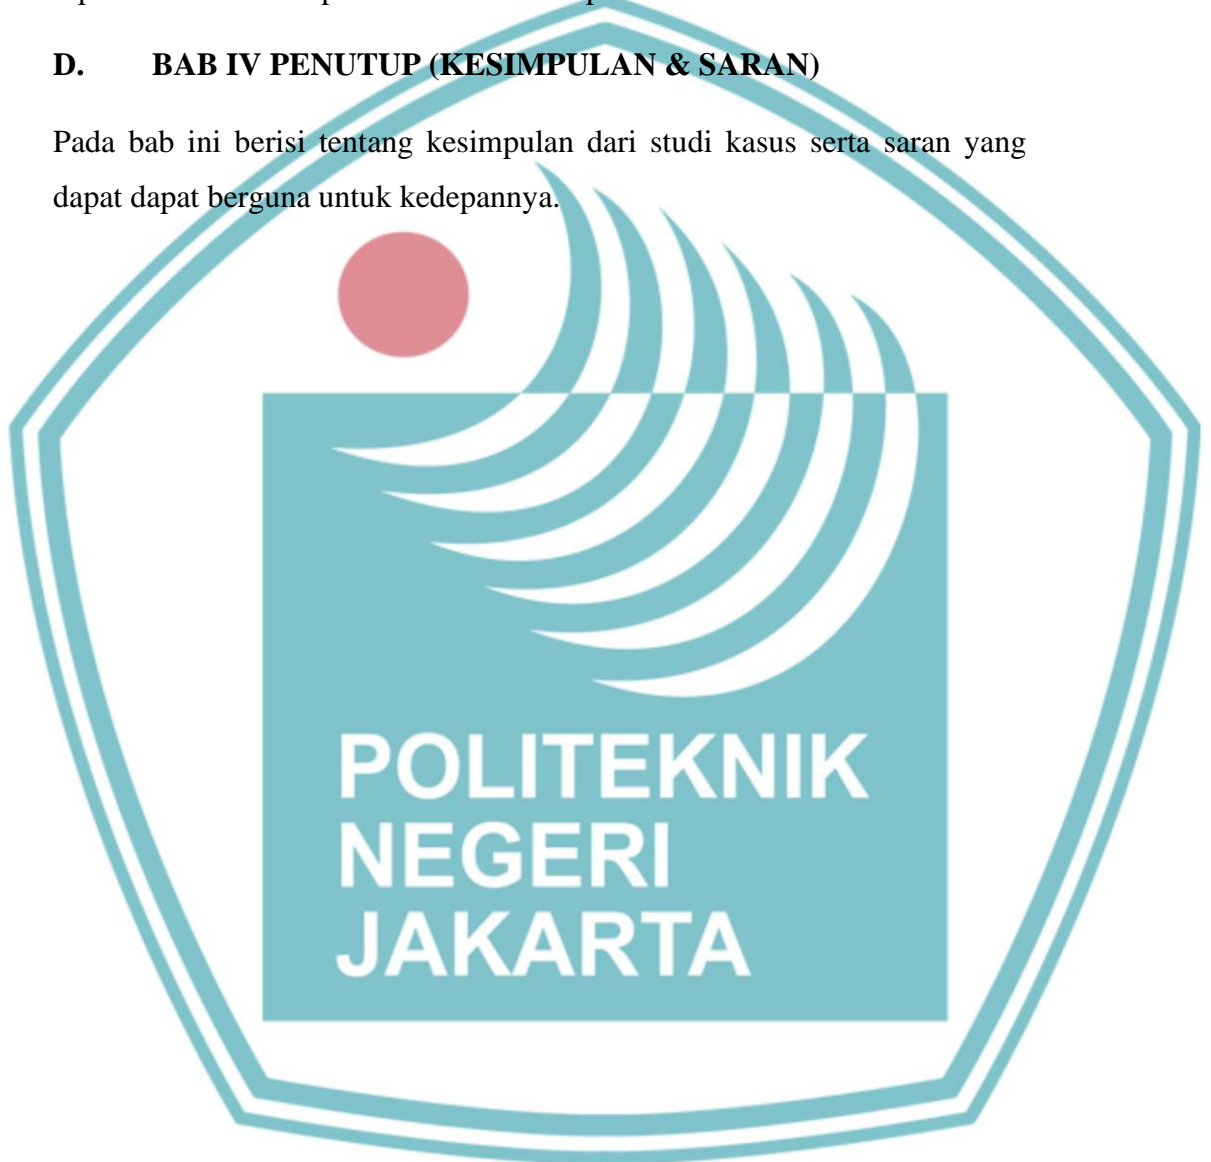 D. BAB IV PENUTUP (KESIMPULAN & SARAN)
Pada bab ini berisi tentang kesimpulan dari studi kasus serta saran yang
dapat dapat berguna untuk kedepannya.
POLITEKNIK
NEGERI
JAKARTA